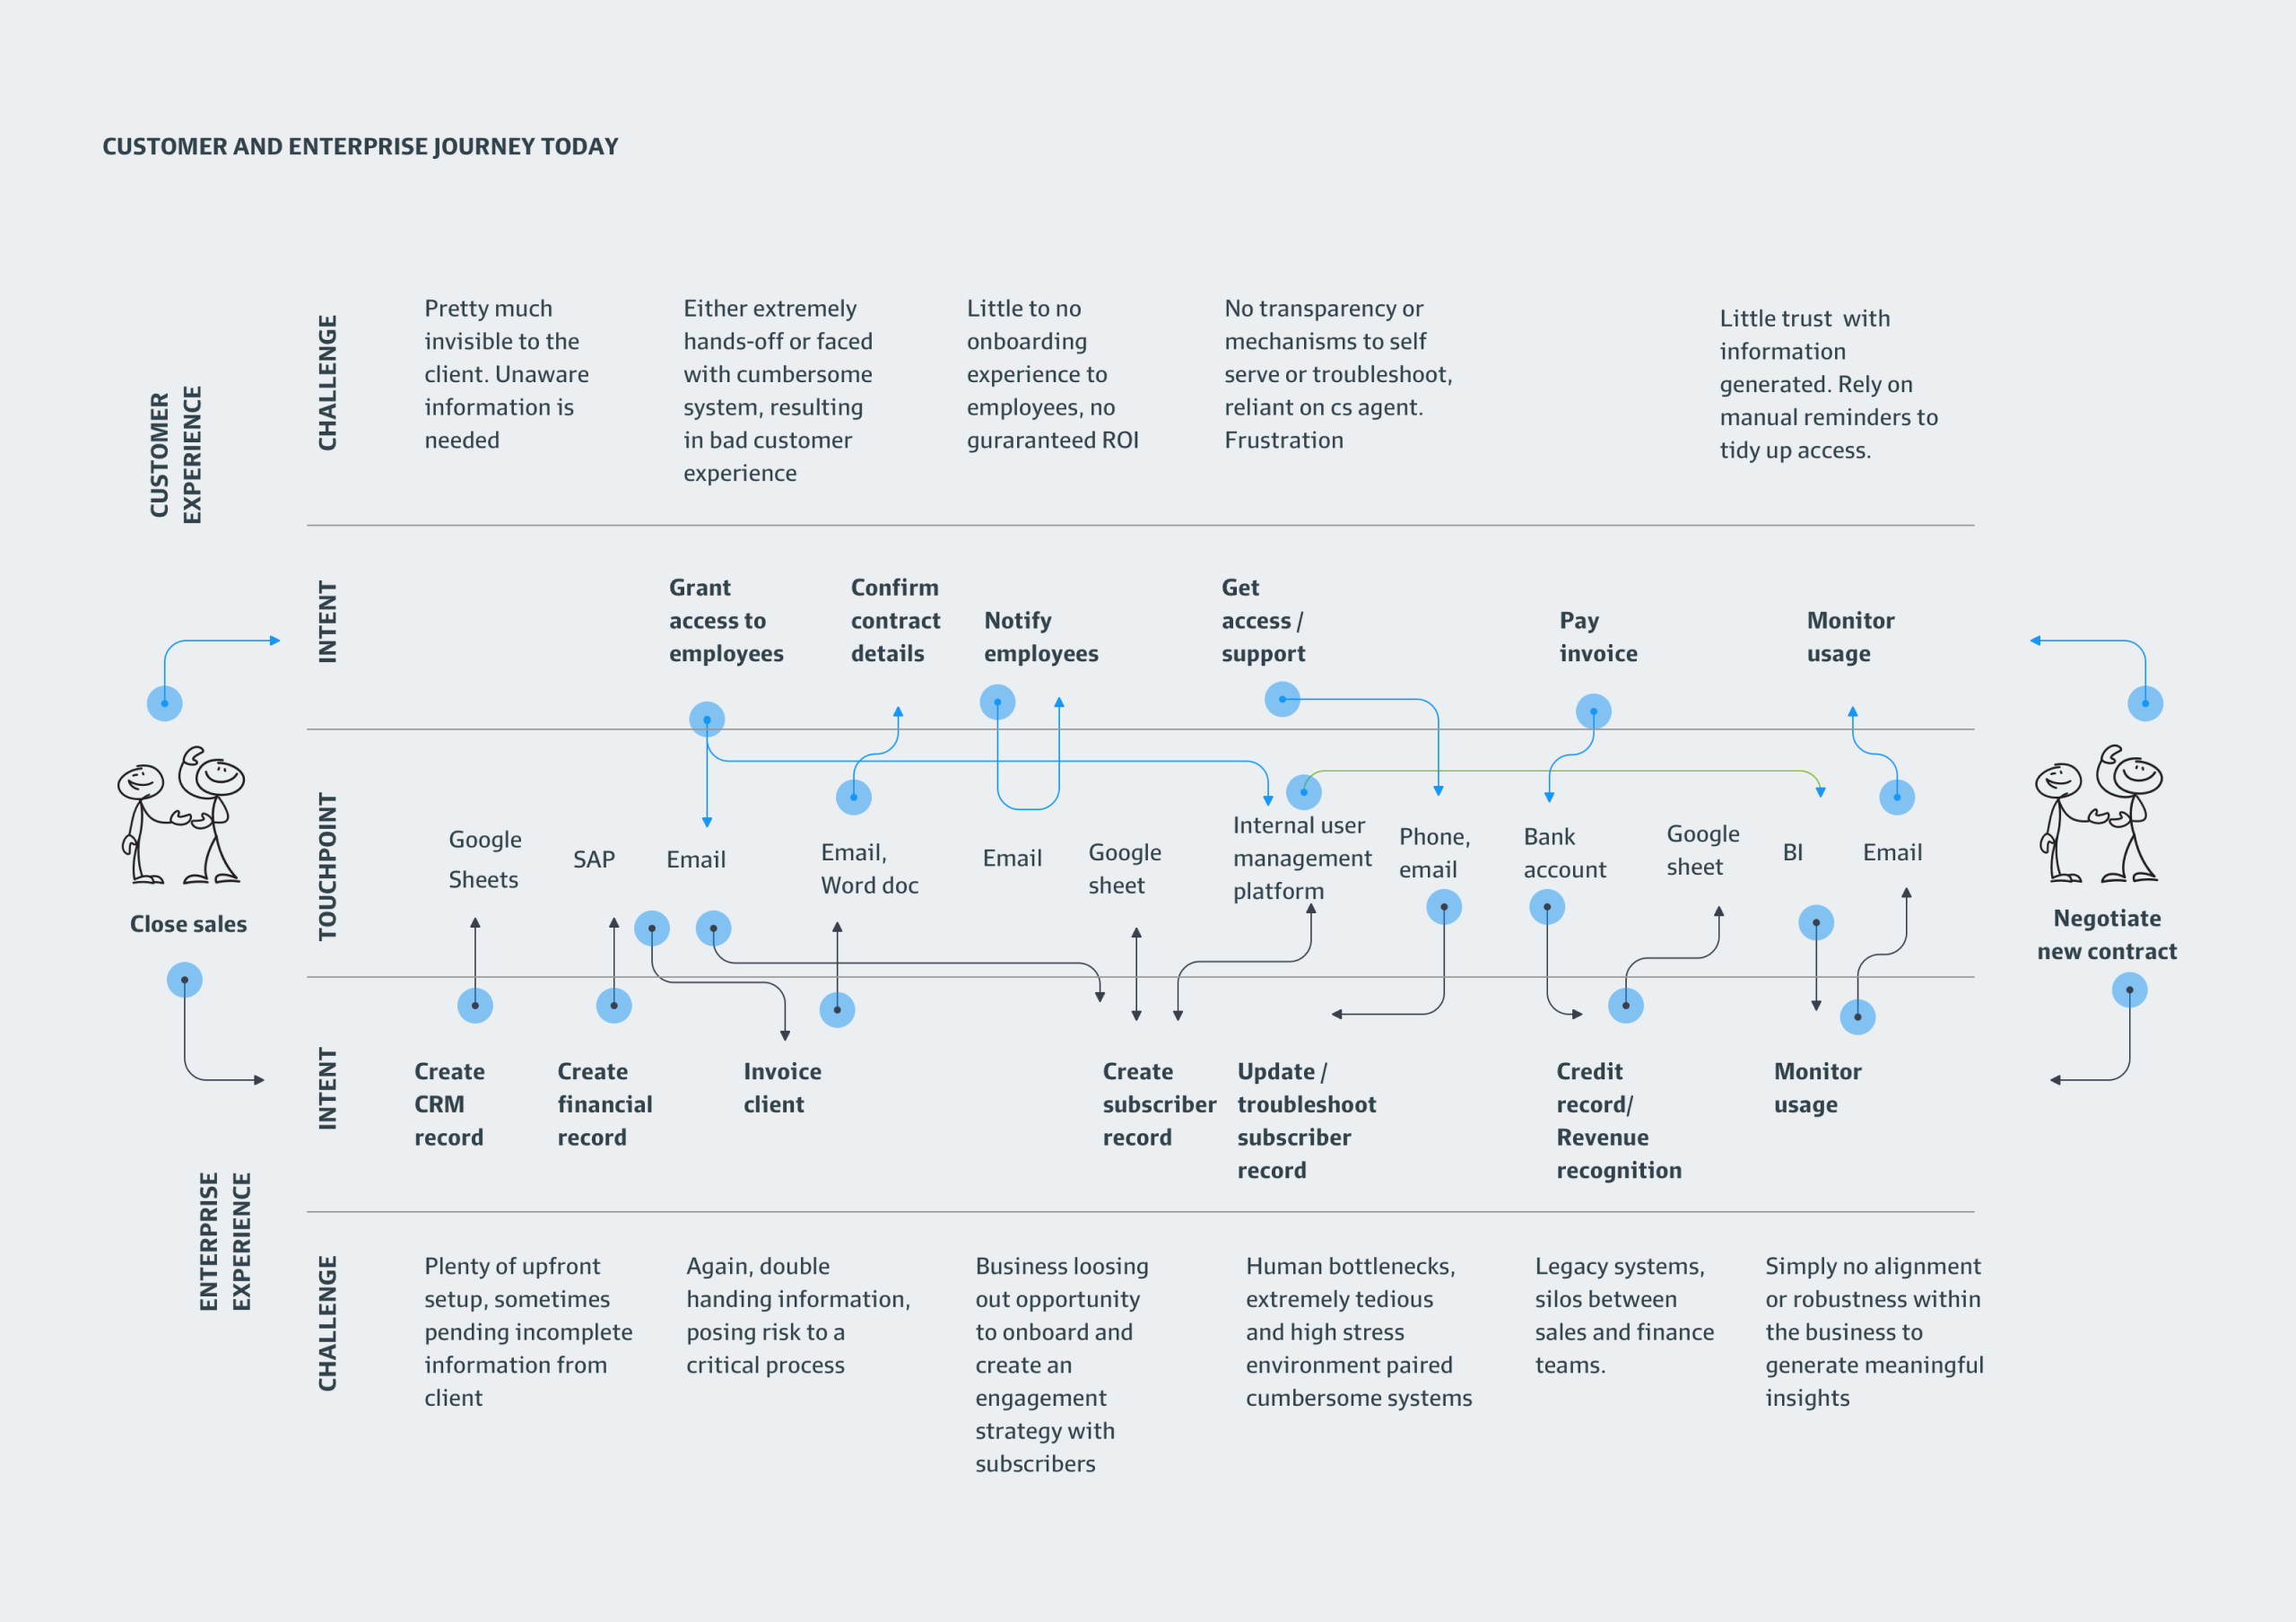 CUSTOMER AND ENTERPRISE JOURNEY TODAY
CUSTOMER
EXPERIENCE
CHALLENGE
Pretty much
invisible to the
client. Unaware
information is
needed
Either extremely
hands-off or faced
with cumbersome
system, resulting
in bad customer
experience
Little to no
onboarding
experience to
employees, no
guraranteed ROI
No transparency or
mechanisms to self
serve or troubleshoot,
reliant on cs agent.
Frustration
Little trust with
information
generated. Rely on
manual reminders to
tidy up access.
INTENT
Grant
access to
employees
Confirm
contract
details
Notify
employees
Get
access /
support
Pay
invoice
Monitor
usage
Close sales
TOUCHPOINT
Google
Sheets
SAP
Email
Email,
Word doc
Email
Google
sheet
Internal user
management
platform
Phone,
email
Bank
account
Google
sheet
BI
Email
Negotiate
new contract
ENTERPRISE
EXPERIENCE
INTENT
Create
CRM
record
Create
financial
record
Invoice
client
Create
subscriber
record
Update /
troubleshoot
subscriber
record
Credit
record/
Revenue
recognition
Monitor
usage
CHALLENGE
Plenty of upfront
setup, sometimes
pending incomplete
information from
client
Again, double
handing information,
posing risk to a
critical process
Business loosing
out opportunity
to onboard and
create an
engagement
strategy with
subscribers
Human bottlenecks,
extremely tedious
and high stress
environment paired
cumbersome systems
Legacy systems,
silos between
sales and finance
teams.
Simply no alignment
or robustness within
the business to
generate meaningful
insights